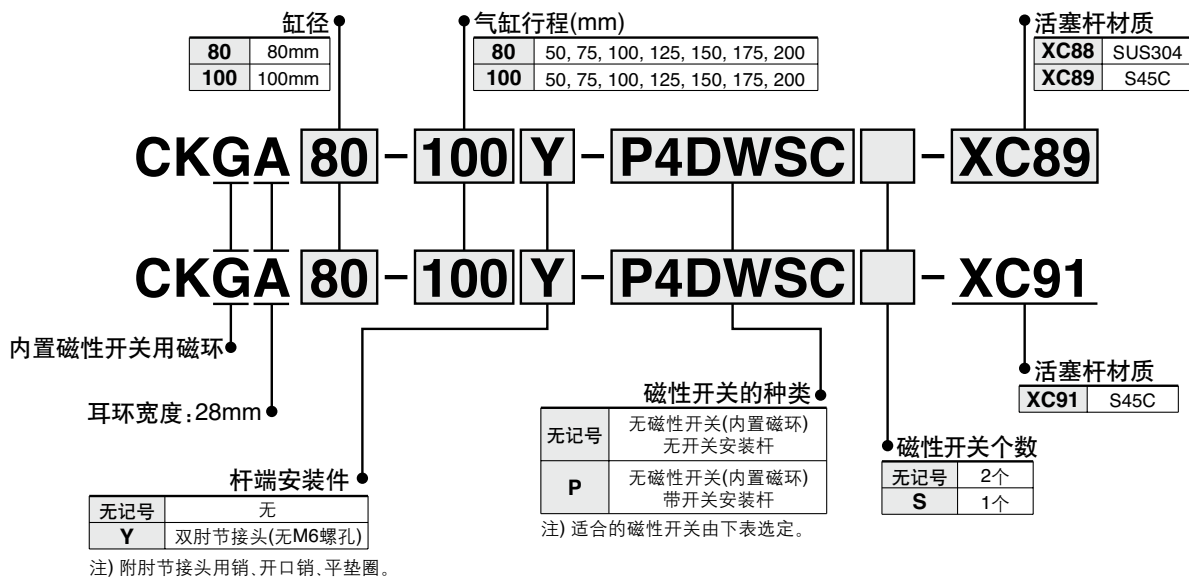 缸径
80 80mm
100 100mm
气缸行程(mm)
80 50, 75, 100, 125, 150, 175, 200
100 50, 75, 100, 125, 150, 175, 200
活塞杆材质
XC88 SUS304
XC89 S45C
CKGA 80 - 100 Y - P4DWSC - XC89
CKGA 80 - 100 Y - P4DWSC - XC91
内置磁性开关用磁环
耳环宽度:28mm
杆端安装件
无记号 无
Y 双肘节接头(无M6螺孔)
注) 附肘节接头用销、开口销、平垫圈。
磁性开关的种类
无记号 无磁性开关(内置磁环)
无开关安装杆
P 无磁性开关(内置磁环)
带开关安装杆
注) 适合的磁性开关由下表选定。
活塞杆材质
XC91 S45C
磁性开关个数
无记号 2个
S 1个